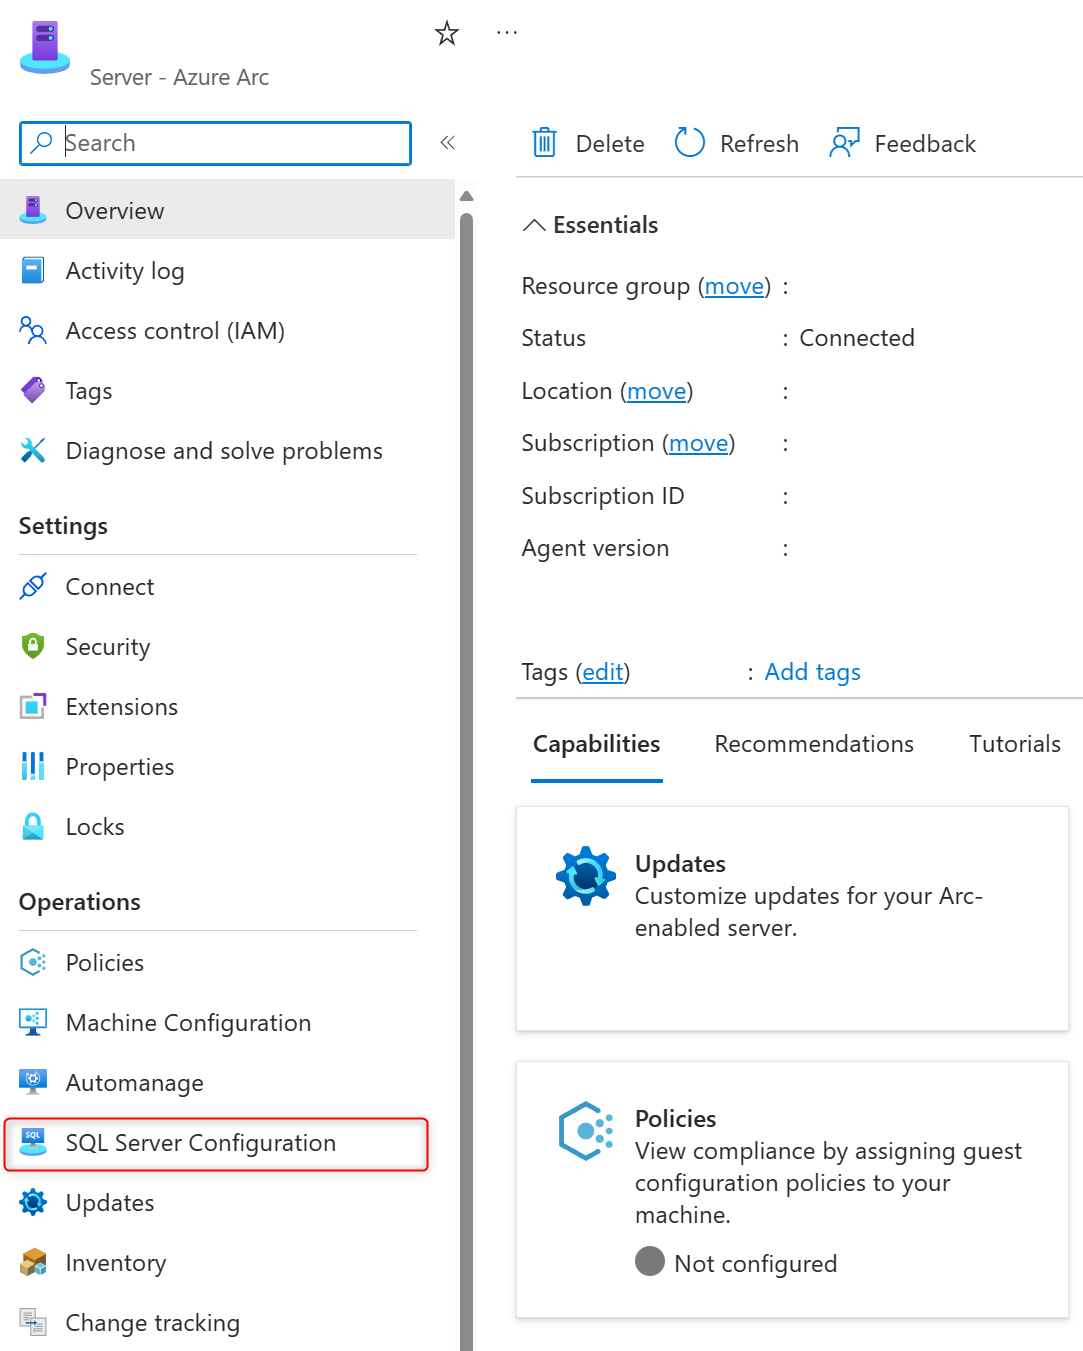 Server - Azure Arc
Search
Overview
Activity log
Access control (IAM)
Tags
Diagnose and solve problems
Settings
Connect
Security
Extensions
Properties
Locks
Operations
Policies
Machine Configuration
Automanage
SQL Server Configuration
Updates
Inventory
Change tracking
Delete Refresh Feedback
Essentials
Resource group (move) :
Status : Connected
Location (move) :
Subscription (move) :
Subscription ID :
Agent version :
Tags (edit) : Add tags
Capabilities Recommendations Tutorials
Updates
Customize updates for your Arc-
enabled server.
Policies
View compliance by assigning guest
configuration policies to your
machine.
Not configured